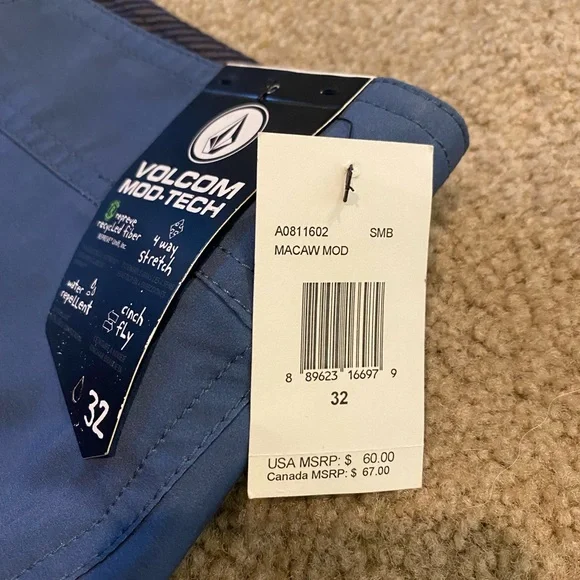 VOLCOM
MOD-TECH
repreve
recycled fiber
4 way
stretch
water
repellent
cinch
fly
32
A0811602 SMB
MACAW MOD
8 89623 16697 9
32
USA MSRP: $ 60.00
Canada MSRP: $ 67.00